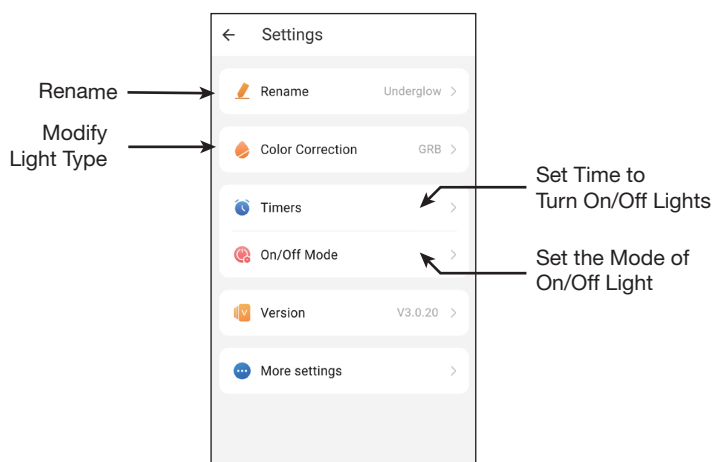 Settings
Rename
Rename Underglow
Modify
Light Type
Color Correction GRB
Timers
Set Time to
Turn On/Off Lights
On/Off Mode
Set the Mode of
On/Off Light
Version V3.0.20
More settings